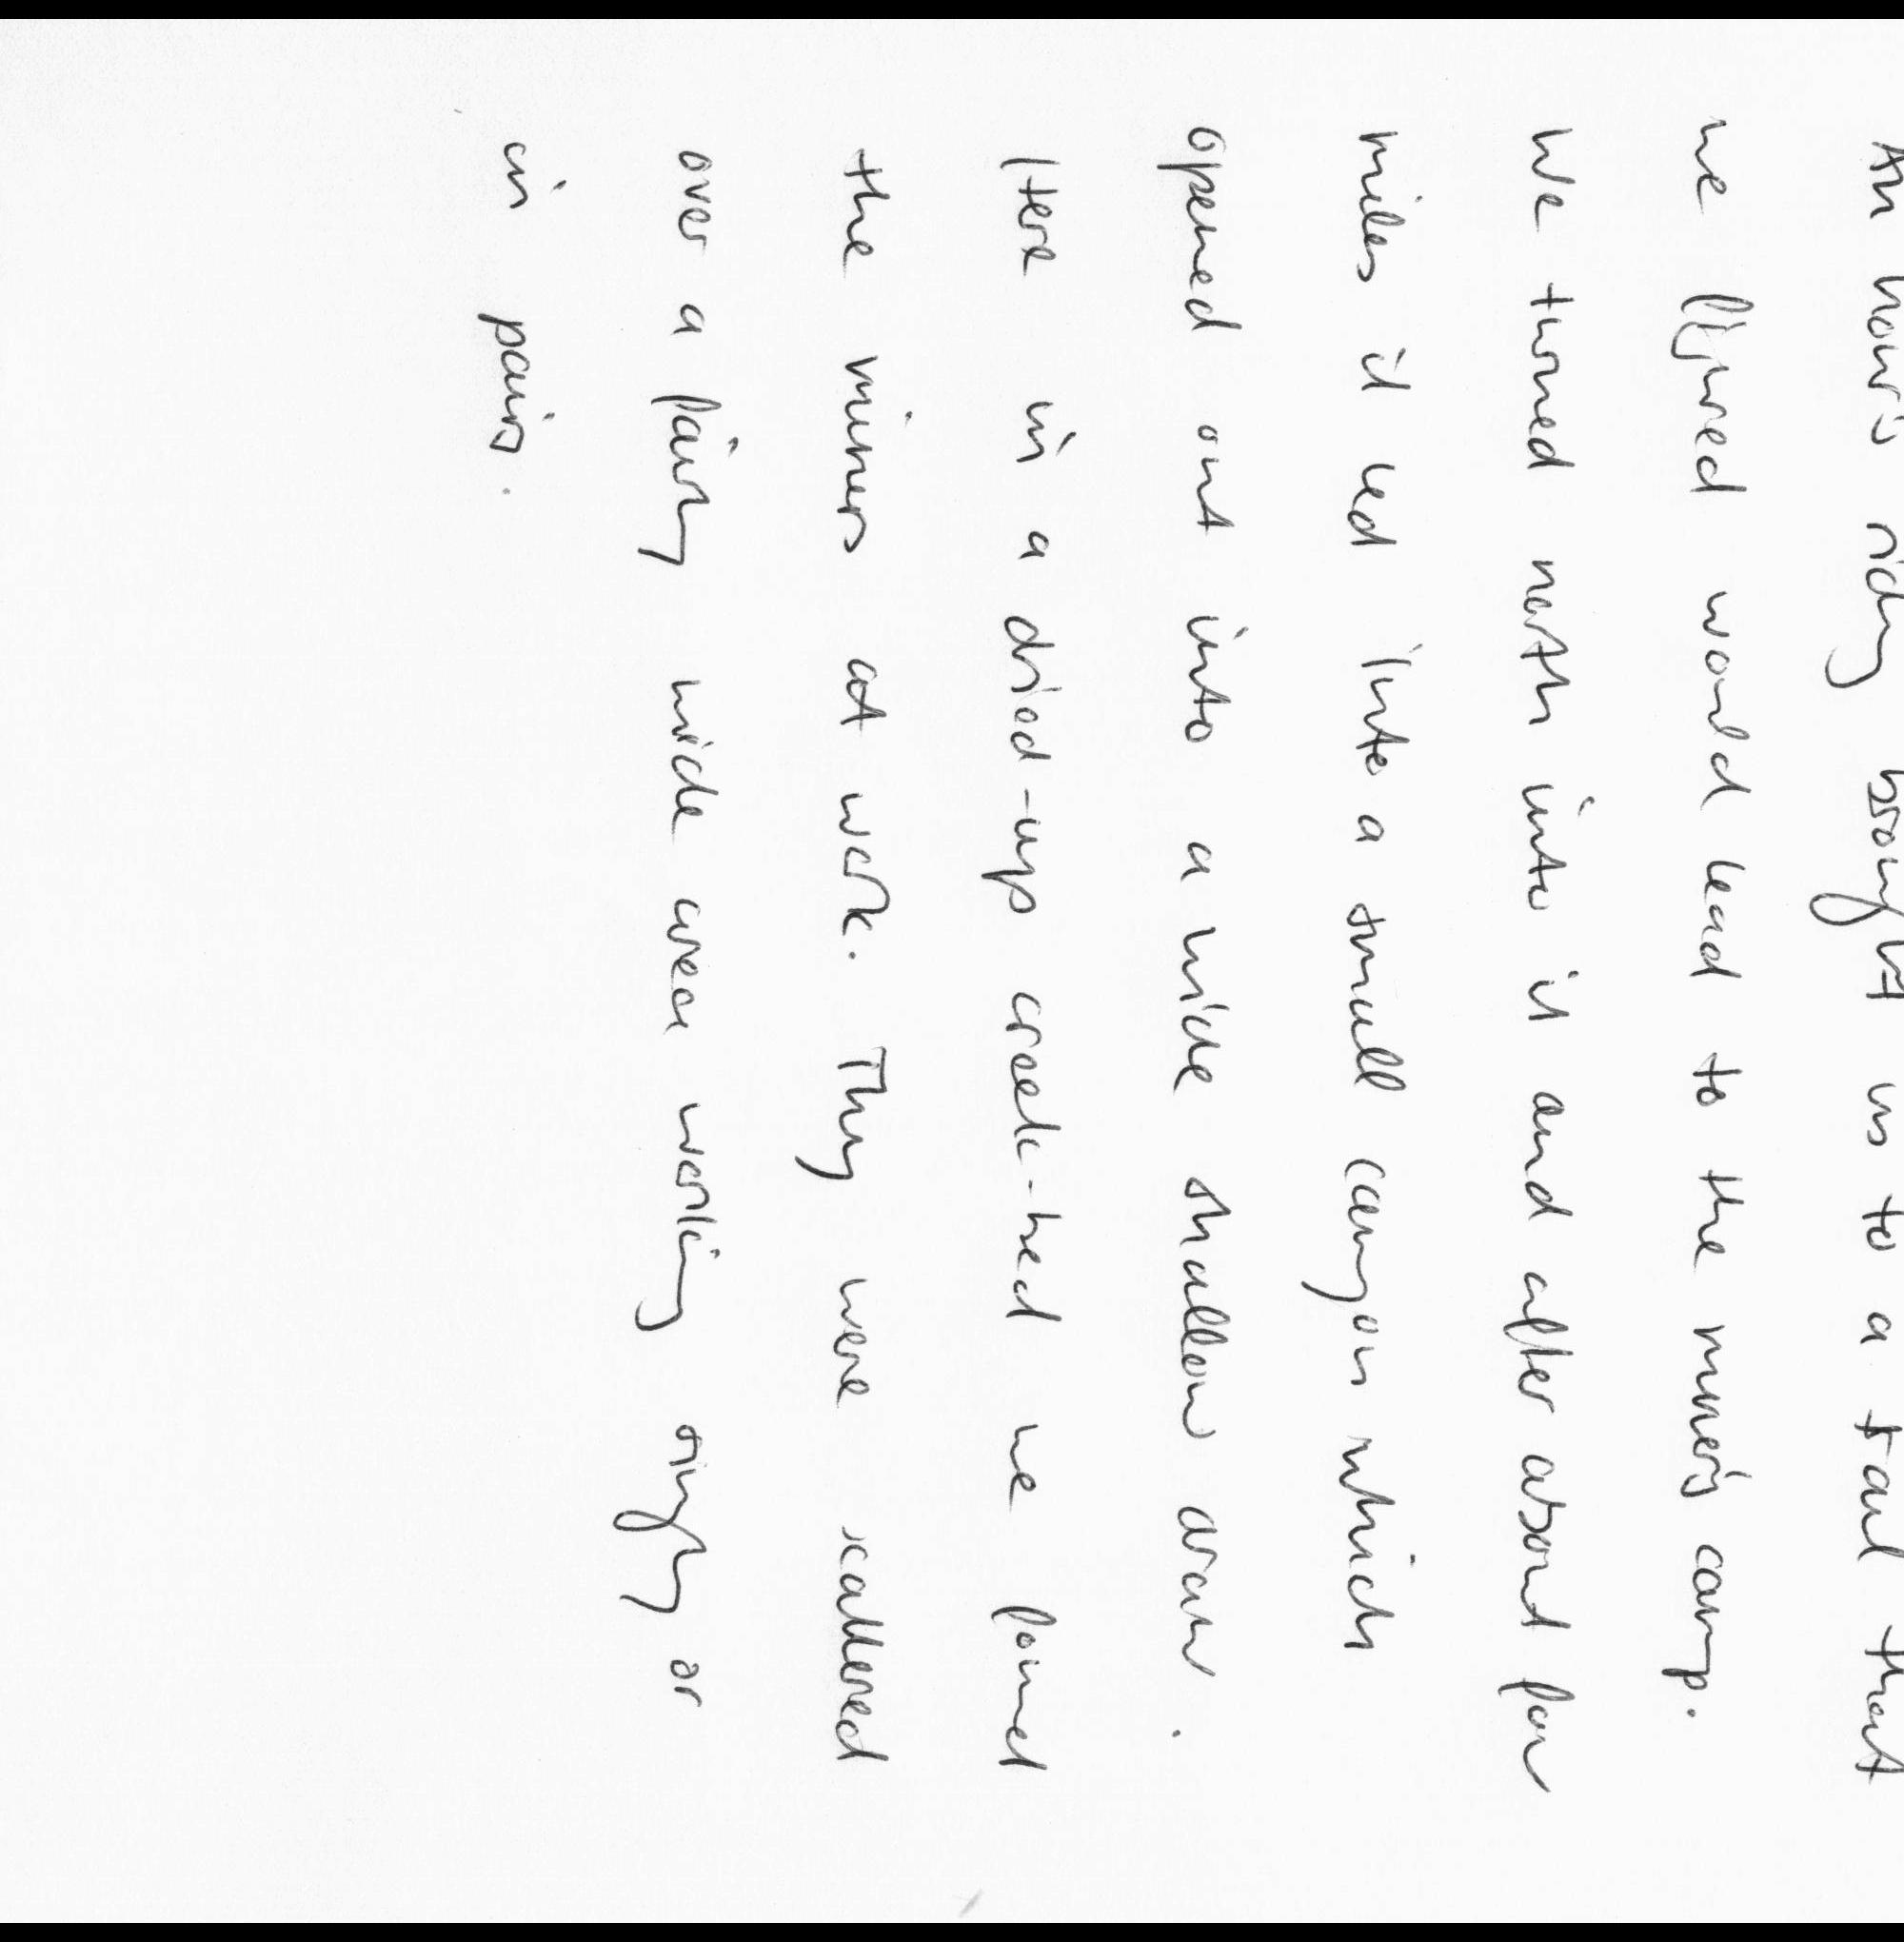 An hour's riding brought us to a trail that
we figured would lead to the miner's camp.
We turned north into it and after about four
miles it led into a small canyon which
opened out into a wide shallow draw.
Here in a dried-up creek-bed we found
the miners at work. They were scattered
over a fairly wide area working singly or
in pairs.